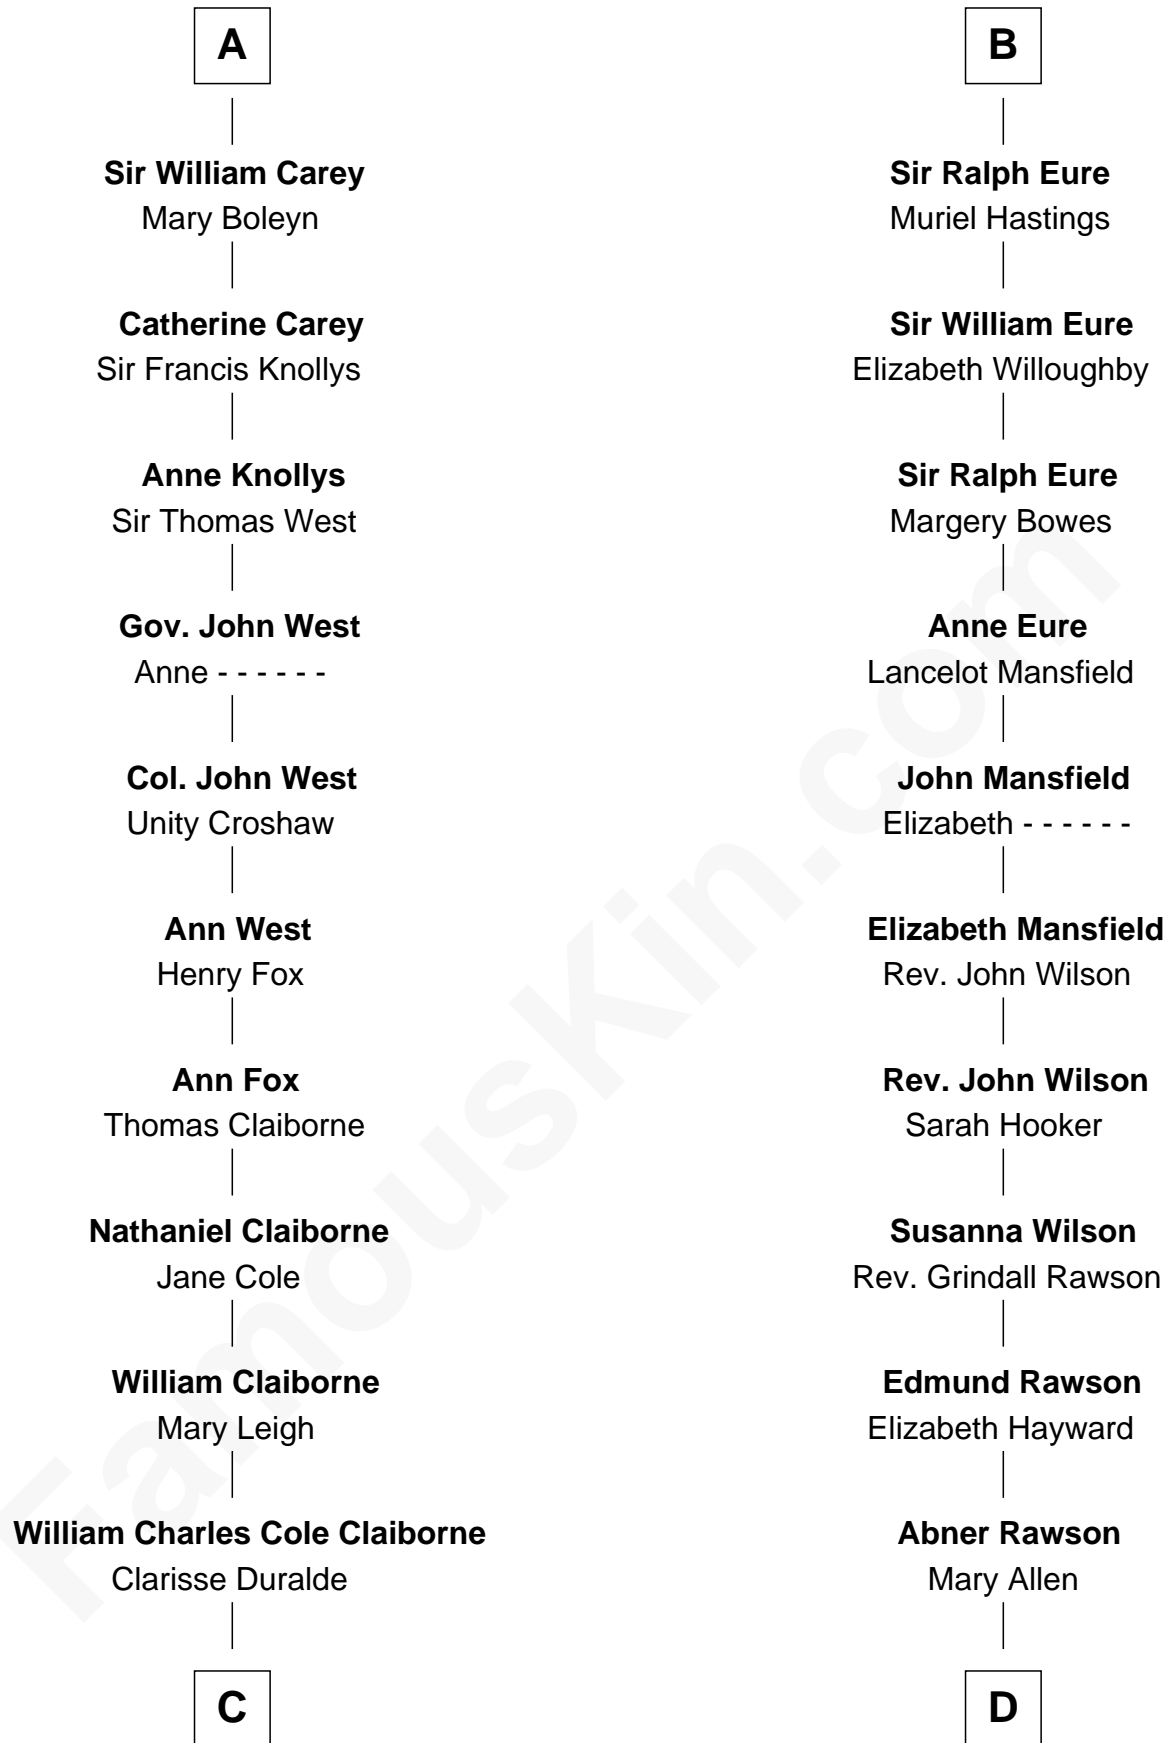 A
Sir William Carey
Mary Boleyn
Catherine Carey
Sir Francis Knollys
Anne Knollys
Sir Thomas West
Gov. John West
Anne - - - - - -
Col. John West
Unity Croshaw
Ann West
Henry Fox
Ann Fox
Thomas Claiborne
Nathaniel Claiborne
Jane Cole
William Claiborne
Mary Leigh
William Charles Cole Claiborne
Clarisse Duralde
C
B
Sir Ralph Eure
Muriel Hastings
Sir William Eure
Elizabeth Willoughby
Sir Ralph Eure
Margery Bowes
Anne Eure
Lancelot Mansfield
John Mansfield
Elizabeth - - - - - -
Elizabeth Mansfield
Rev. John Wilson
Rev. John Wilson
Sarah Hooker
Susanna Wilson
Rev. Grindall Rawson
Edmund Rawson
Elizabeth Hayward
Abner Rawson
Mary Allen
D
FamousKin.com